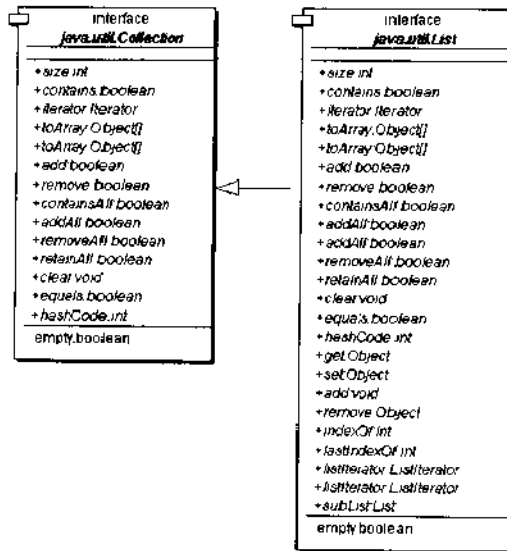 interface
java.util.Collection
+size:int
+contains:boolean
+iterator:Iterator
+toArray:Object[]
+toArray:Object[]
+add:boolean
+remove:boolean
+containsAll:boolean
+addAll:boolean
+removeAll:boolean
+retainAll:boolean
+clear:void
+equals:boolean
+hashCode:int
empty:boolean
interface
java.util.List
+size:int
+contains:boolean
+iterator:Iterator
+toArray:Object[]
+toArray:Object[]
+add:boolean
+remove:boolean
+containsAll:boolean
+addAll:boolean
+addAll:boolean
+removeAll:boolean
+retainAll:boolean
+clear:void
+equals:boolean
+hashCode:int
+get:Object
+set:Object
+add:void
+remove:Object
+indexOf:int
+lastIndexOf:int
+listIterator:ListIterator
+listIterator:ListIterator
+subList:List
empty:boolean